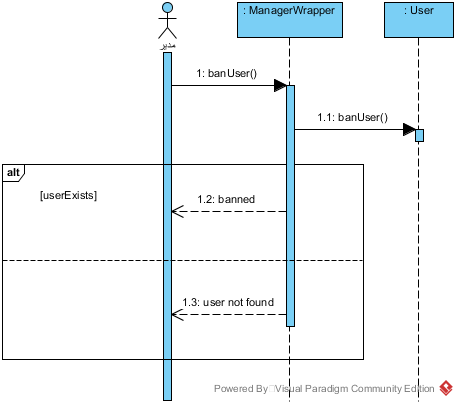 : ManagerWrapper
: User
مدیر
1: banUser()
1.1: banUser()
alt
[userExists]
1.2: banned
1.3: user not found
Powered By Visual Paradigm Community Edition